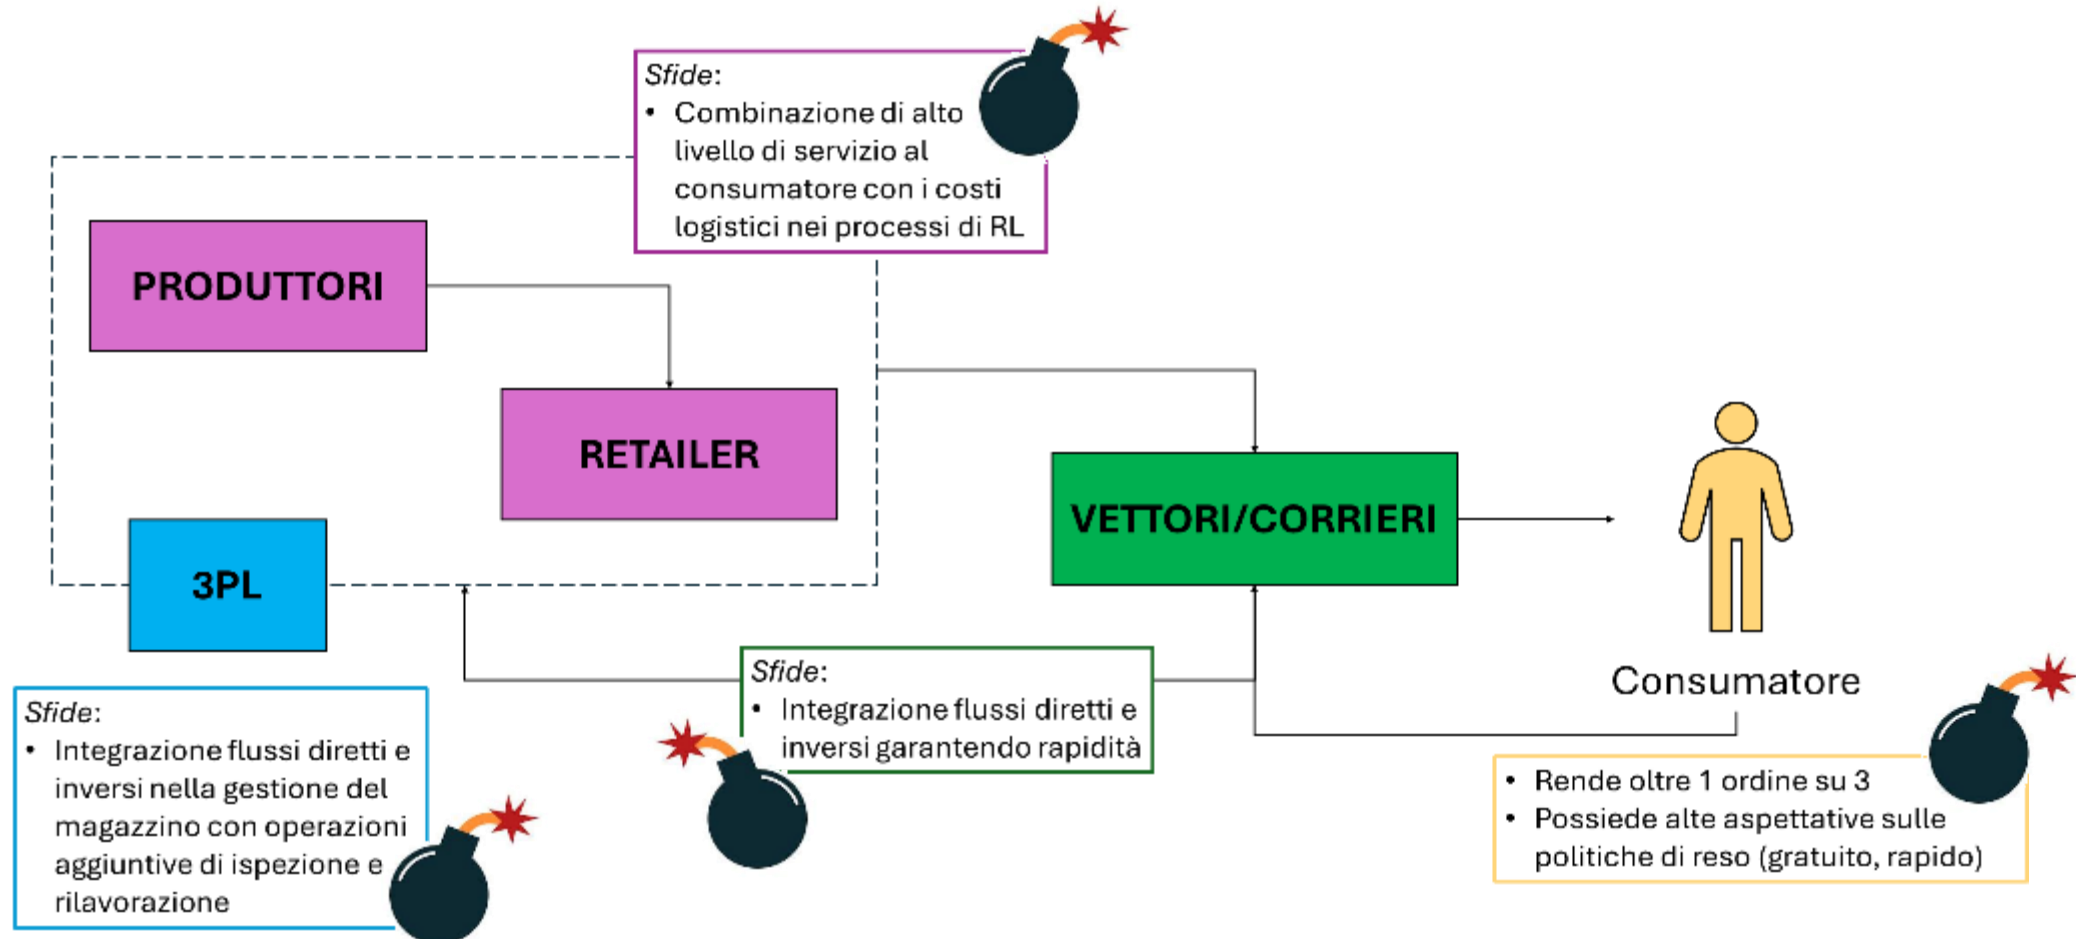 Sfide:
• Combinazione di alto
livello di servizio al
consumatore con i costi
logistici nei processi di RL
PRODUTTORI
RETAILER
3PL
VETTORI/CORRIERI
Consumatore
Sfide:
• Integrazione flussi diretti e
inversi nella gestione del
magazzino con operazioni
aggiuntive di ispezione e
rilavorazione
Sfide:
• Integrazione flussi diretti e
inversi garantendo rapidità
• Rende oltre 1 ordine su 3
• Possiede alte aspettative sulle
politiche di reso (gratuito, rapido)